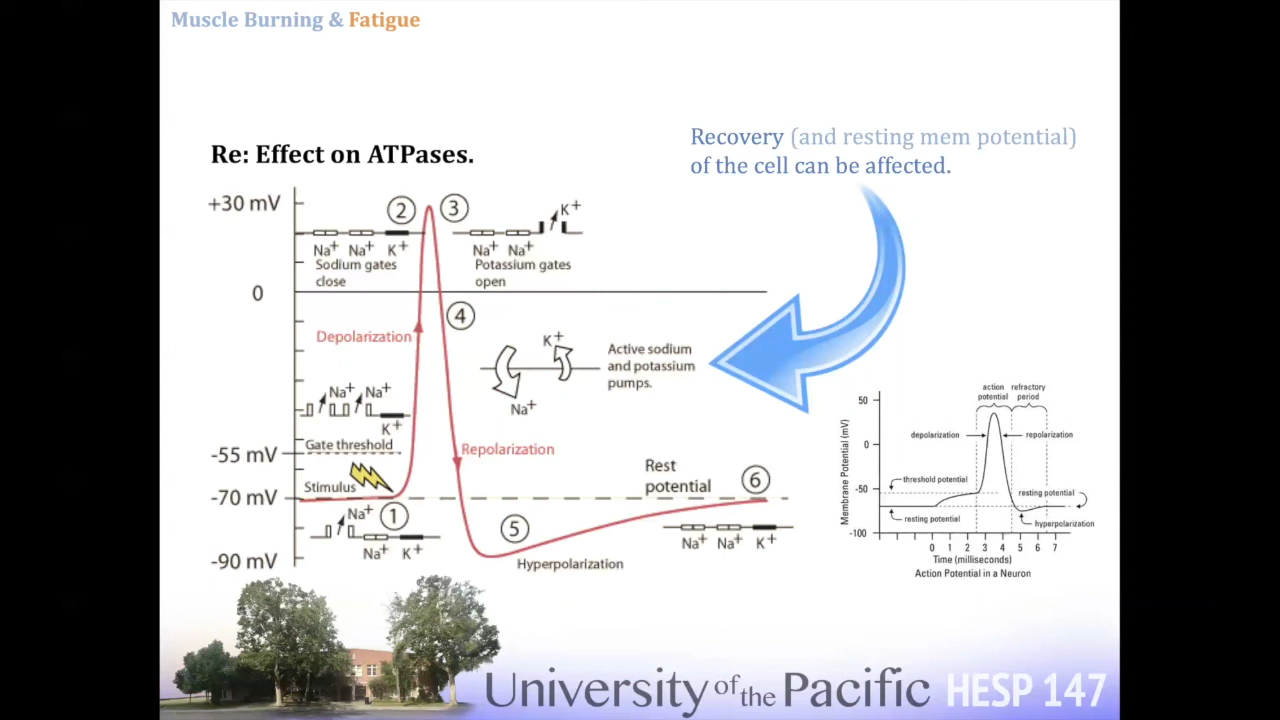 Muscle Burning & Fatigue
Recovery (and resting mem potential)
of the cell can be affected.
Re: Effect on ATPases.
+30 mV
0
-55 mV
-70 mV
-90 mV
2
3
Na+ Na+ K+
Sodium gates
close
K+
Na+ Na+
Potassium gates
open
Depolarization
4
K+
Na+
Active sodium
and potassium
pumps.
Na+ Na+
K+
Gate threshold
Stimulus
1
Na+
Na+ K+
Repolarization
5
Hyperpolarization
Rest
potential
6
Na+ Na+ K+
action
potential
refractory
period
Membrane Potential (mV)
50
0
-50
-100
depolarization
repolarization
threshold potential
resting potential
resting potential
hyperpolarization
0 1 2 3 4 5 6 7
Time (milliseconds)
Action Potential in a Neuron
University of the Pacific HESP 147